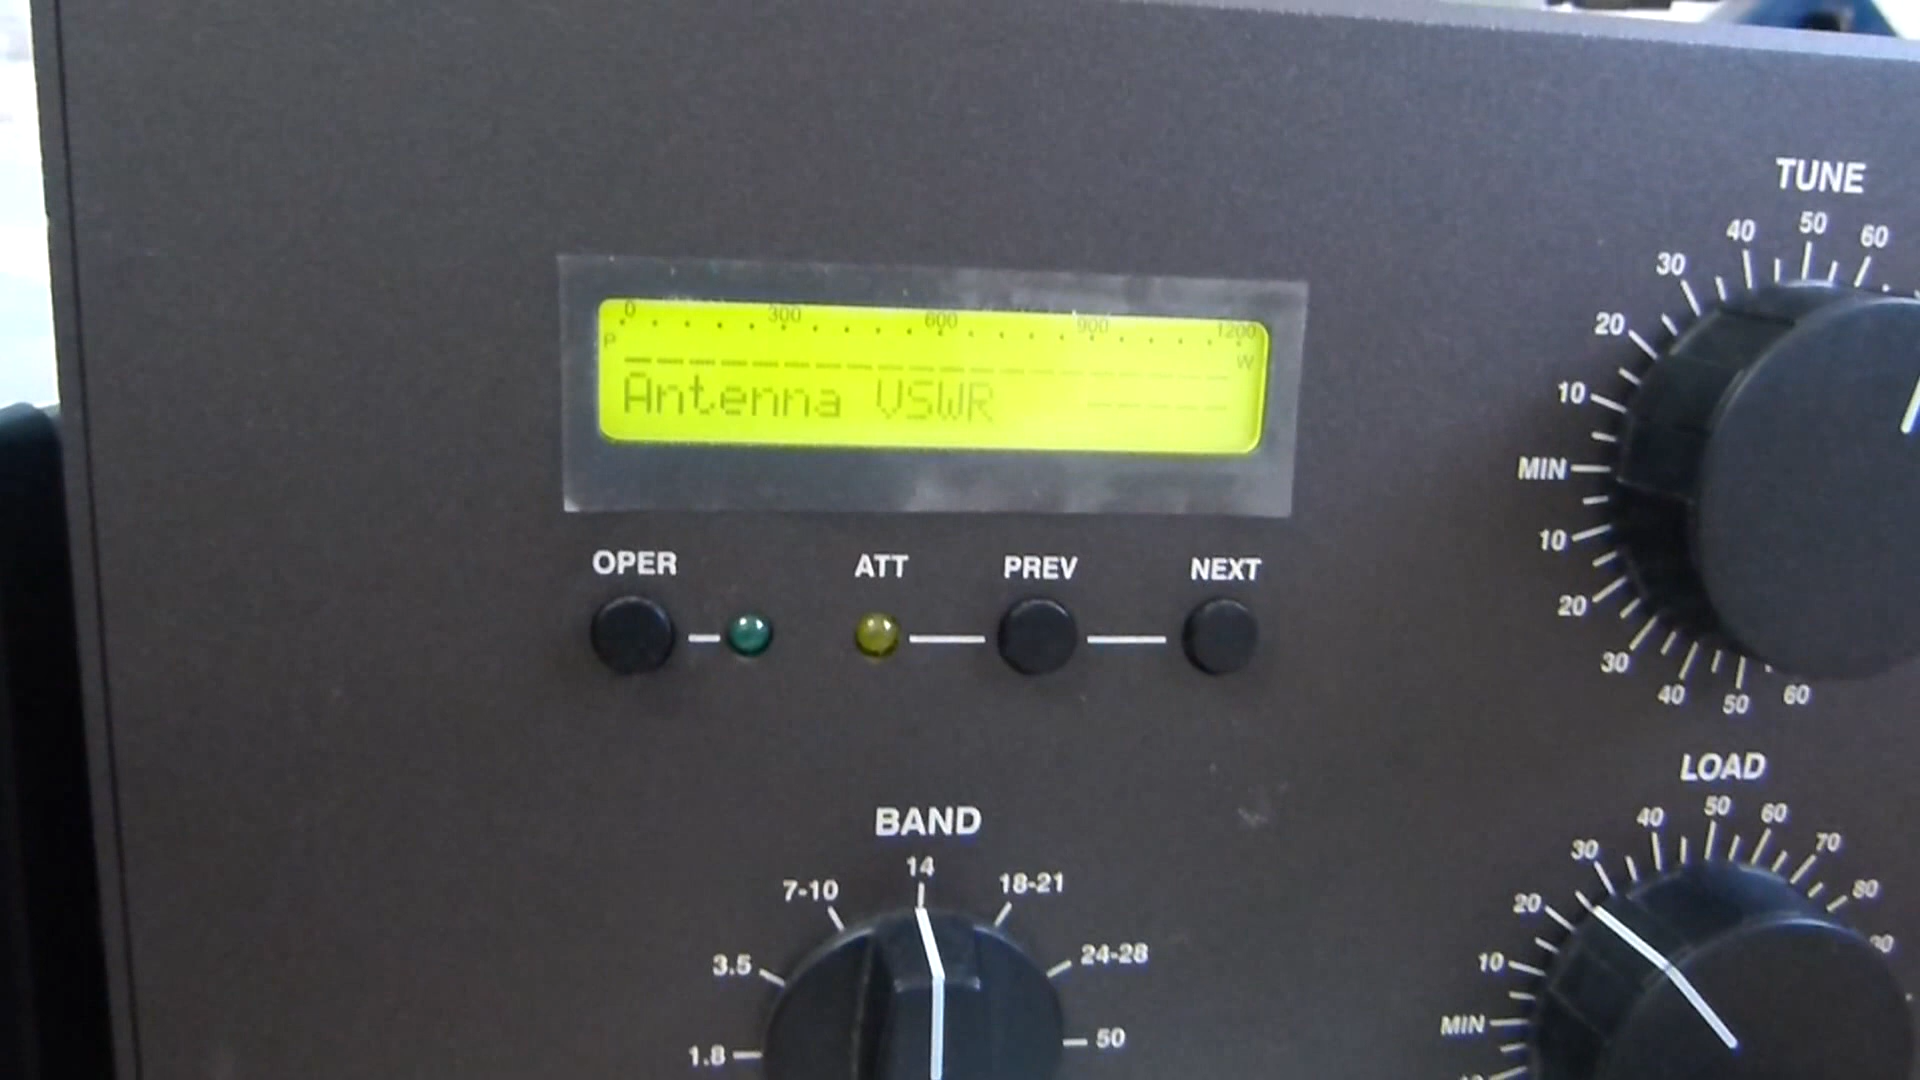 0 300 600 900 1200
P W
Antenna VSWR -----
OPER ATT PREV NEXT
TUNE
40 50 60
30
20
10
MIN
10
20
30
40 50 60
BAND
14
7-10 18-21
3.5 24-28
1.8 50
LOAD
40 50 60
30 70
20 80
10
MIN